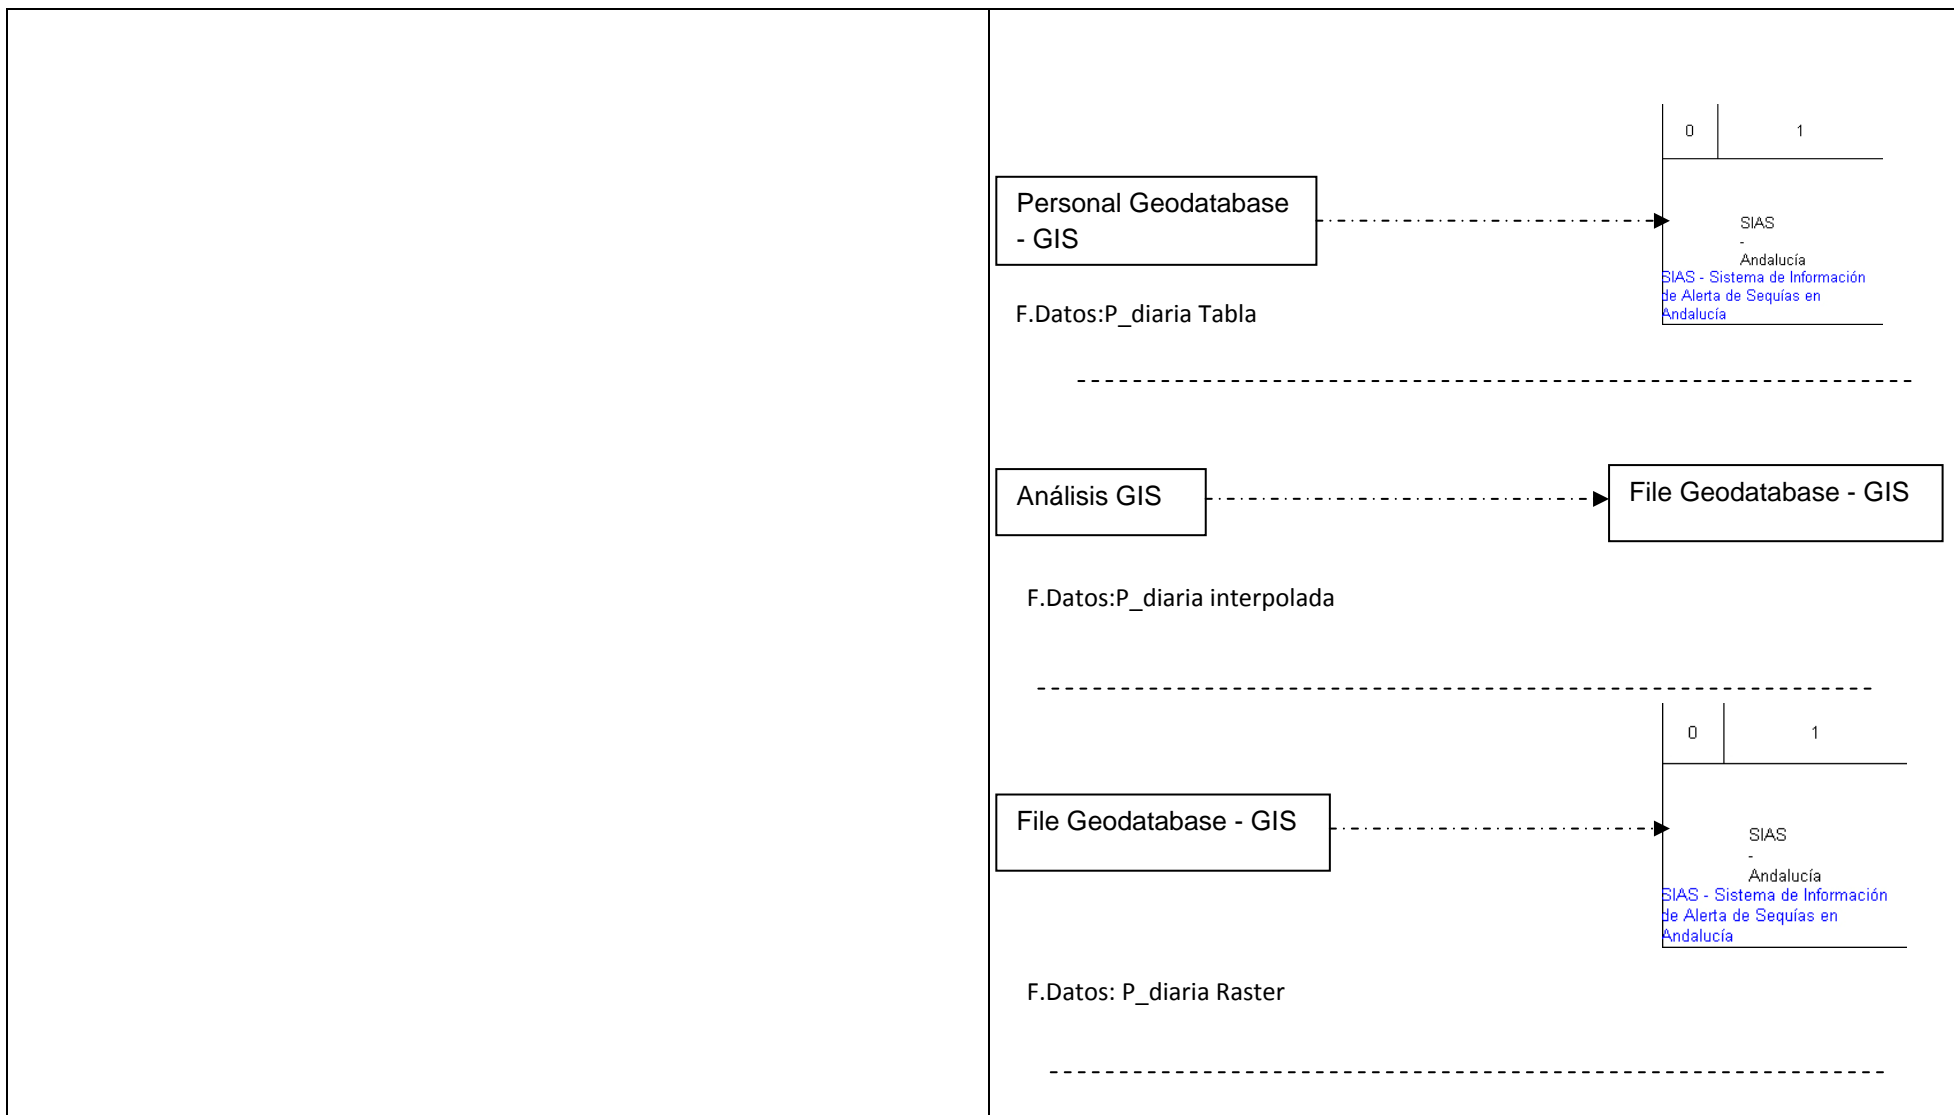 0 1
Personal Geodatabase
- GIS
SIAS
-
Andalucía
SIAS - Sistema de Información
de Alerta de Sequías en
Andalucía
F.Datos:P_diaria Tabla
Análisis GIS
File Geodatabase - GIS
F.Datos:P_diaria interpolada
0 1
File Geodatabase - GIS
SIAS
-
Andalucía
SIAS - Sistema de Información
de Alerta de Sequías en
Andalucía
F.Datos: P_diaria Raster